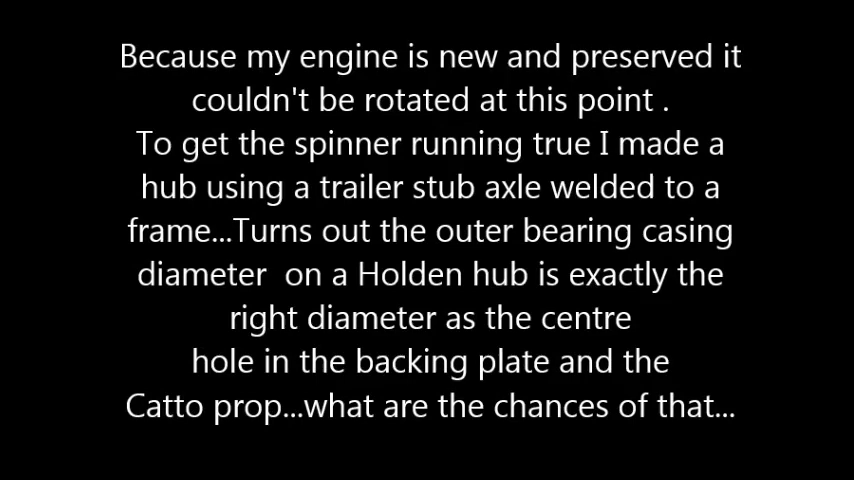 Because my engine is new and preserved it
couldn't be rotated at this point .
To get the spinner running true I made a
hub using a trailer stub axle welded to a
frame...Turns out the outer bearing casing
diameter  on a Holden hub is exactly the
right diameter as the centre
hole in the backing plate and the
Catto prop...what are the chances of that...